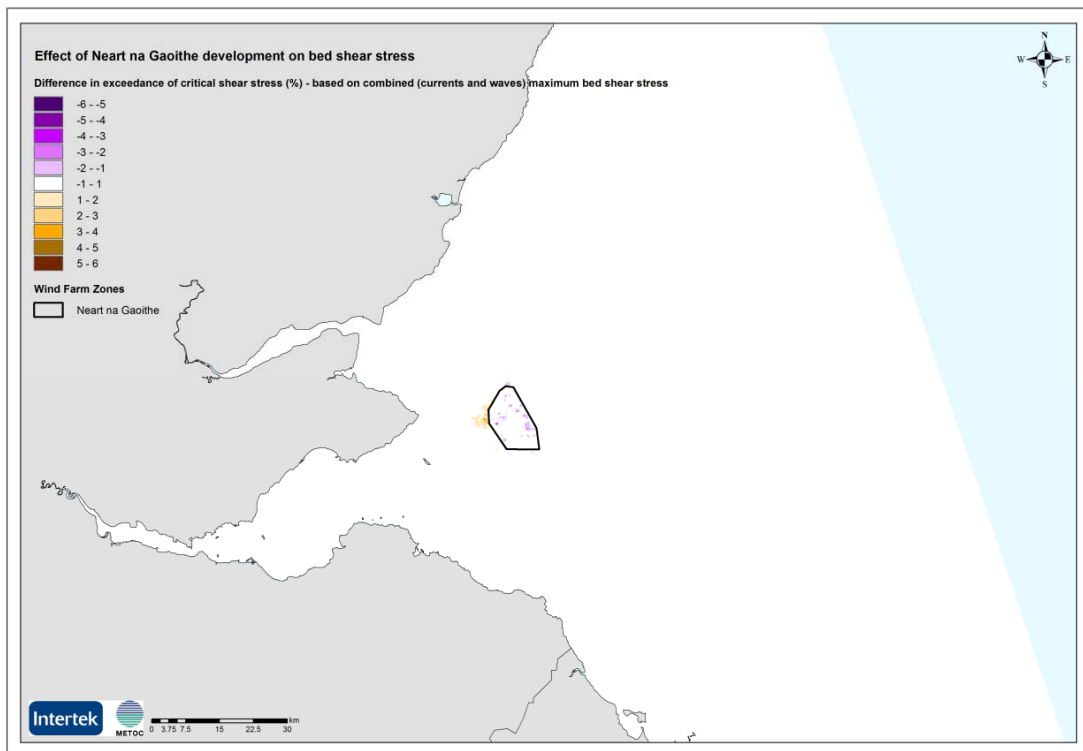 Effect of Neart na Gaoithe development on bed shear stress
Difference in exceedance of critical shear stress (%) - based on combined (currents and waves) maximum bed shear stress
-6 - -5
-5 - -4
-4 - -3
-3 - -2
-2 - -1
-1 - 1
1 - 2
2 - 3
3 - 4
4 - 5
5 - 6
Wind Farm Zones
Neart na Gaoithe
N
W E
S
Intertek
METOC
km
0 3.75 7.5 15 22.5 30